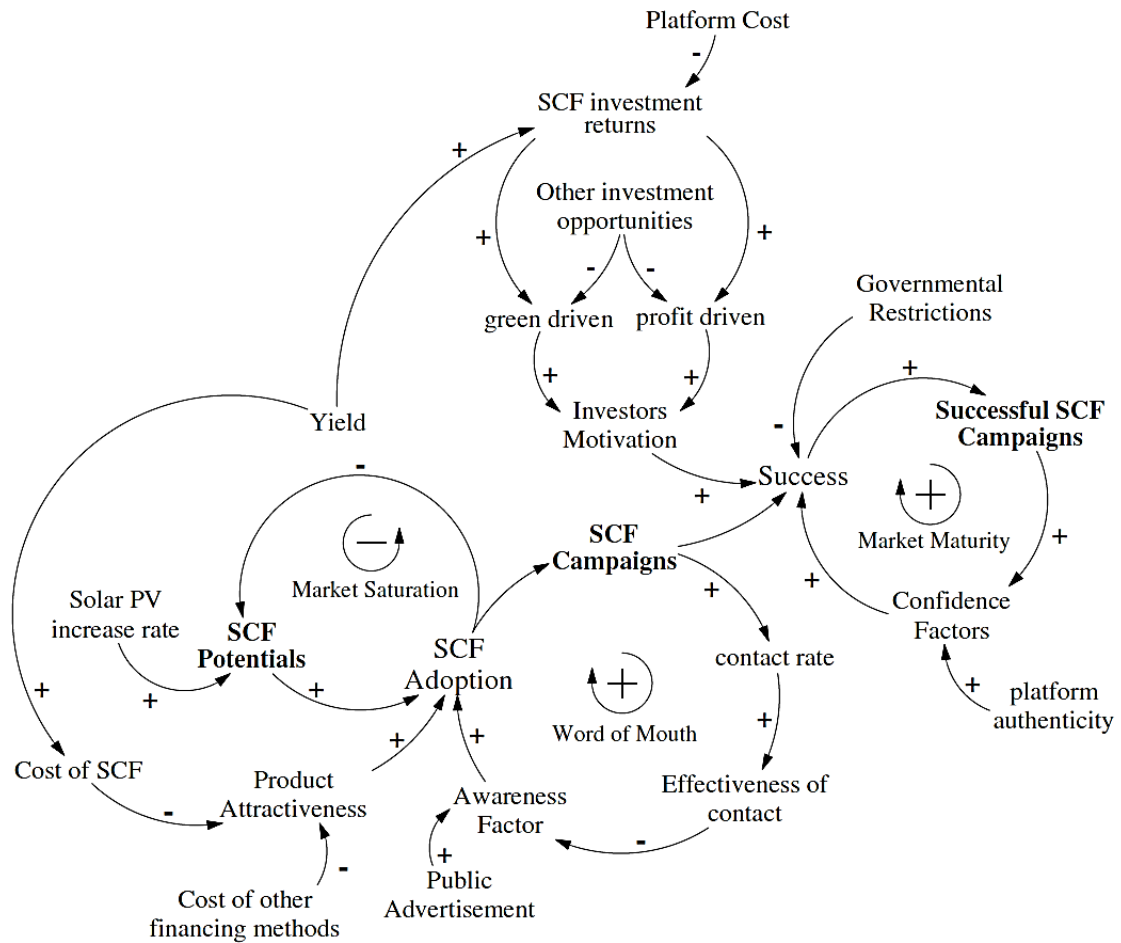 Platform Cost
-
SCF investment
returns
+
Other investment
opportunities
+
+
-
-
green driven
profit driven
Governmental
Restrictions
+
+
+
Investors
Motivation
-
Successful SCF
Campaigns
Yield
-
+
Success
+
Market Maturity
+
SCF
Campaigns
—
Market Saturation
+
+
Confidence
Factors
Solar PV
increase rate
SCF
Potentials
SCF
Adoption
contact rate
+
+
+
+
+
platform
authenticity
Word of Mouth
+
+
+
Cost of SCF
Product
Attractiveness
Awareness
Factor
Effectiveness of
contact
-
-
+
-
Public
Advertisement
Cost of other
financing methods